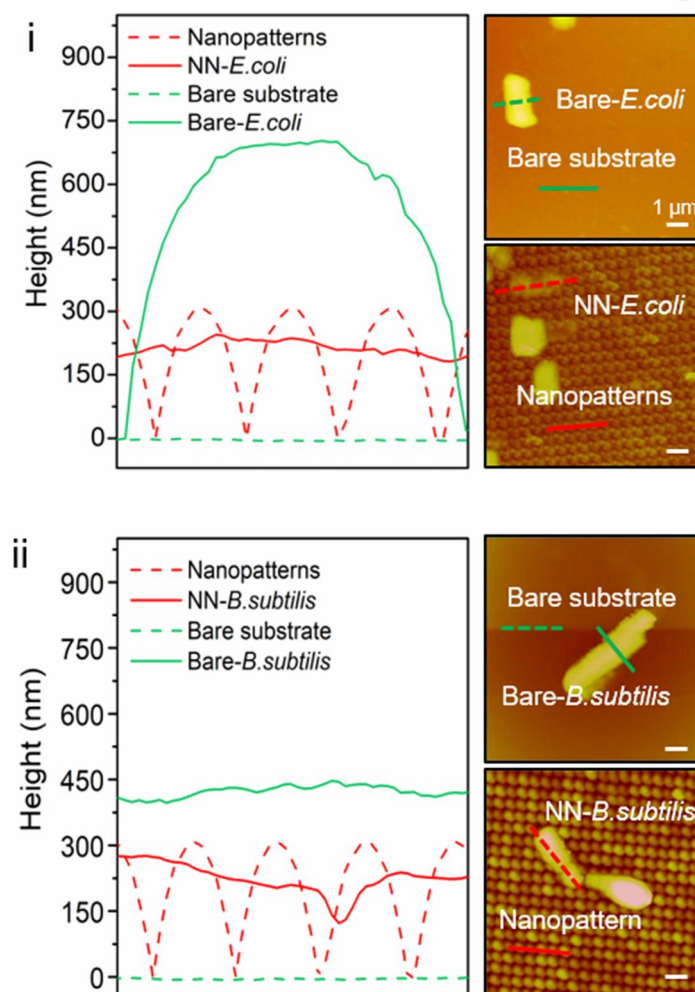 i
Nanopatterns
NN-E.coli
Bare substrate
Bare-E.coli
Height (nm)
900
750
600
450
300
150
0
Bare-E.coli
Bare substrate
1 μm
NN-E.coli
Nanopatterns
ii
Nanopatterns
NN-B.subtilis
Bare substrate
Bare-B.subtilis
Height (nm)
900
750
600
450
300
150
0
Bare substrate
Bare-B.subtilis
NN-B.subtilis
Nanopattern